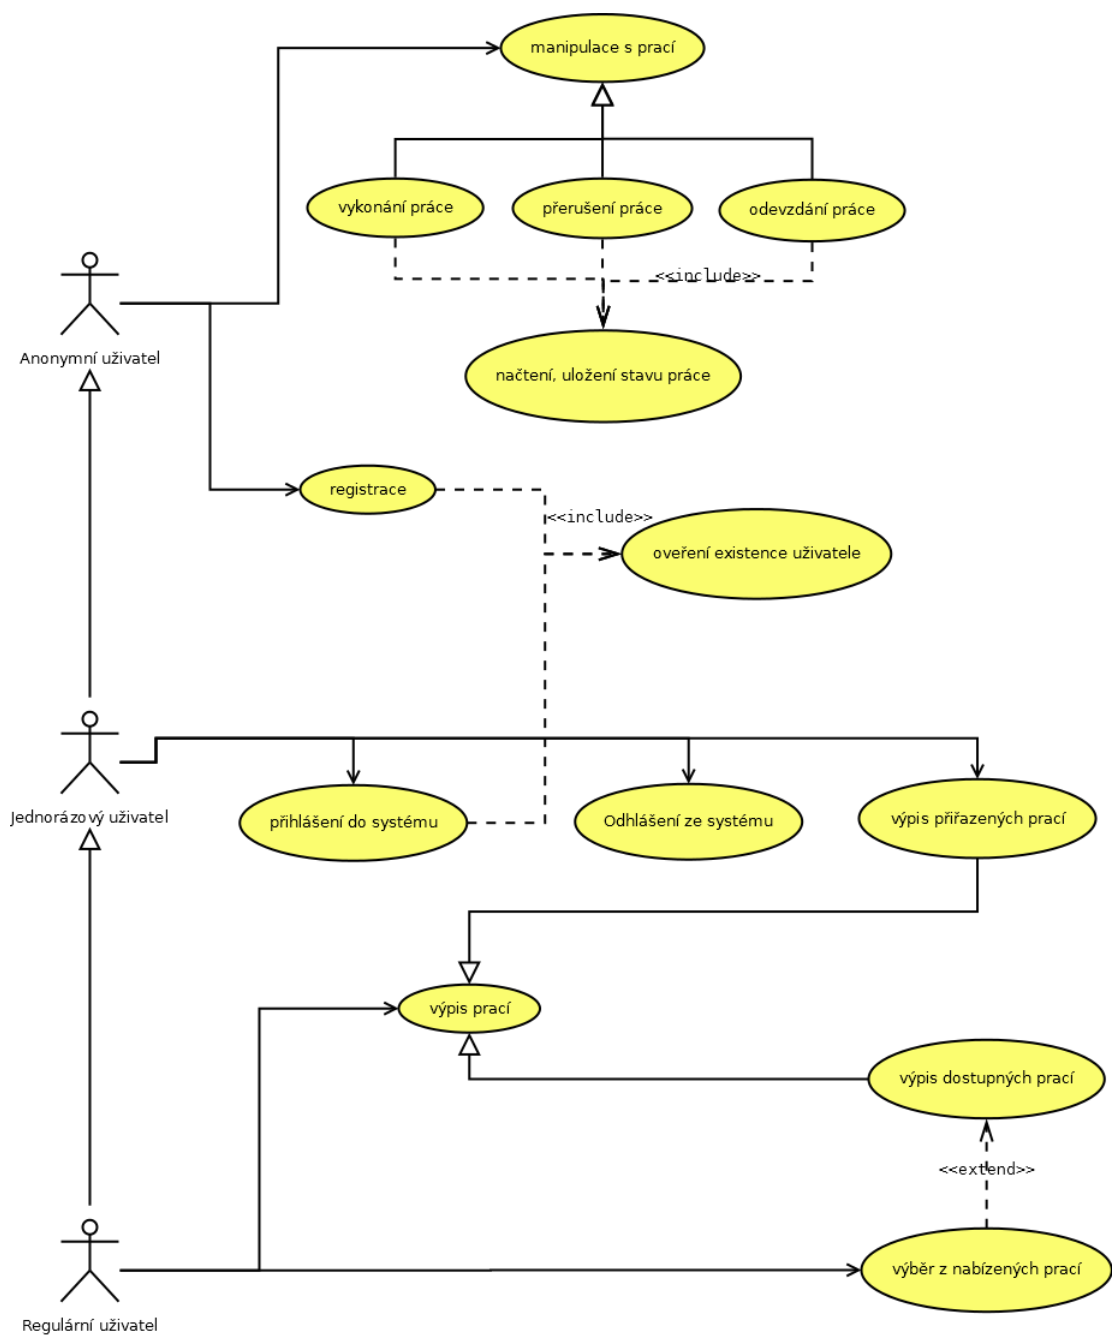 manipulace s prací
vykonání práce
přerušení práce
odevzdání práce
<<include>>
Anonymní uživatel
načtení, uložení stavu práce
registrace
<<include>>
oveření existence uživatele
Jednorázový uživatel
přihlášení do systému
Odhlášení ze systému
výpis přiřazených prací
výpis prací
výpis dostupných prací
<<extend>>
výběr z nabízených prací
Regulární uživatel